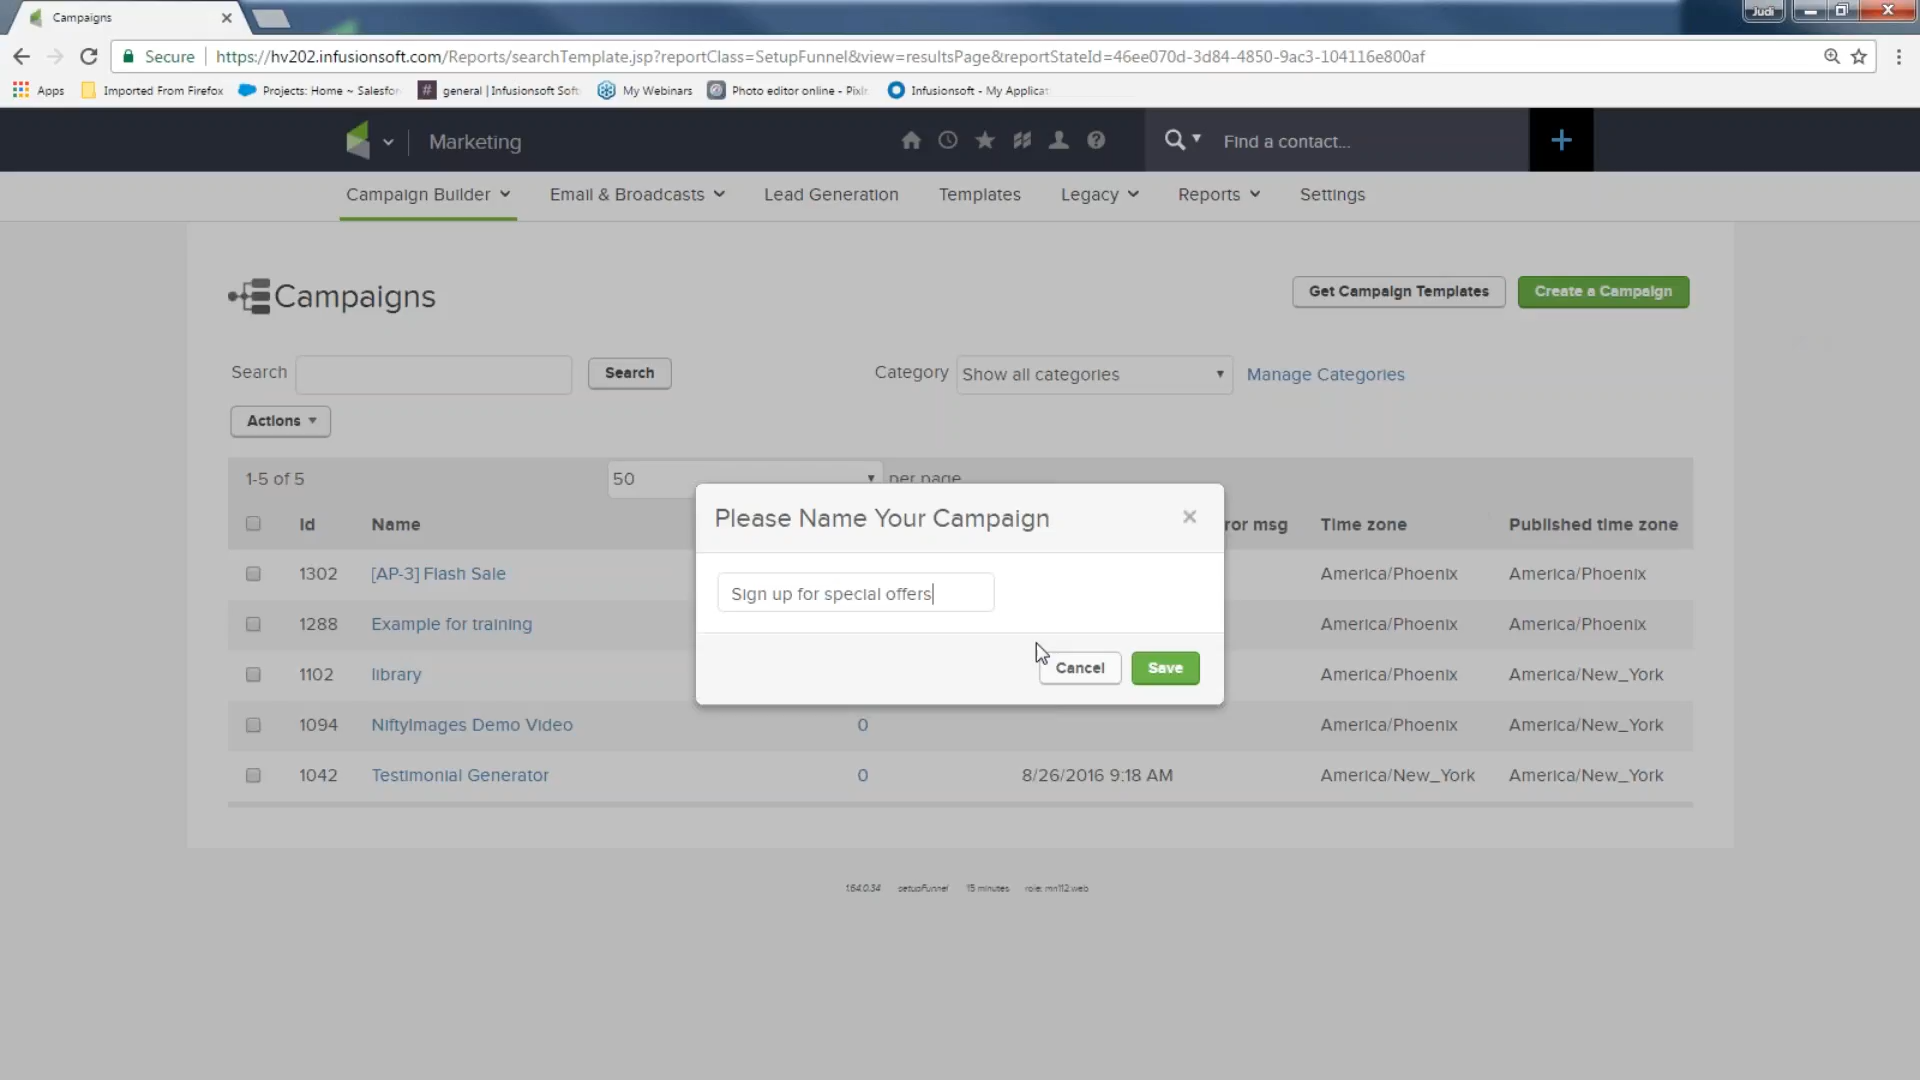 Campaigns
Judi
Secure
https://hv202.infusionsoft.com/Reports/searchTemplate.jsp?reportClass=SetupFunnel&view=resultsPage&reportStateId=46ee070d-3d84-4850-9ac3-104116e800af
Apps Imported From Firefox Projects: Home ~ Salesfor # general | Infusionsoft Soft My Webinars Photo editor online - Pixlr Infusionsoft - My Applicat
Marketing
Find a contact...
Campaign Builder Email & Broadcasts Lead Generation Templates Legacy Reports Settings
Campaigns
Get Campaign Templates Create a Campaign
Search Search Category Show all categories Manage Categories
Actions
1-5 of 5 50 per page
Id Name ror msg Time zone Published time zone
1302 [AP-3] Flash Sale America/Phoenix America/Phoenix
1288 Example for training America/Phoenix America/Phoenix
1102 library America/Phoenix America/New_York
1094 NiftyImages Demo Video 0 America/Phoenix America/New_York
1042 Testimonial Generator 0 8/26/2016 9:18 AM America/New_York America/New_York
Please Name Your Campaign
Sign up for special offers
Cancel Save
1.64.0.34 setupFunnel 15 minutes role: mn112:web